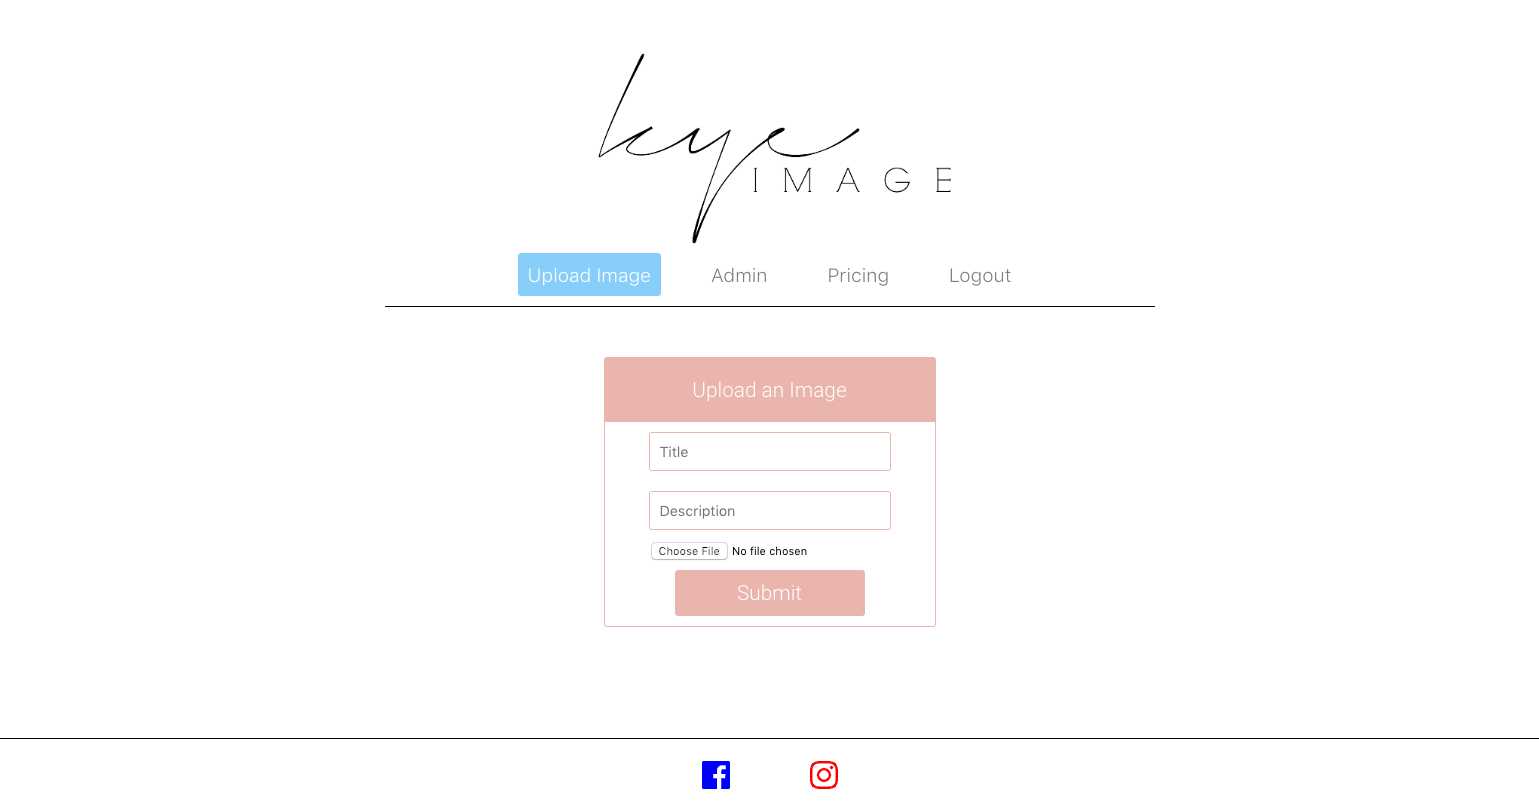 kye
IMAGE
Upload Image Admin Pricing Logout
Upload an Image
Title
Description
Choose File No file chosen
Submit